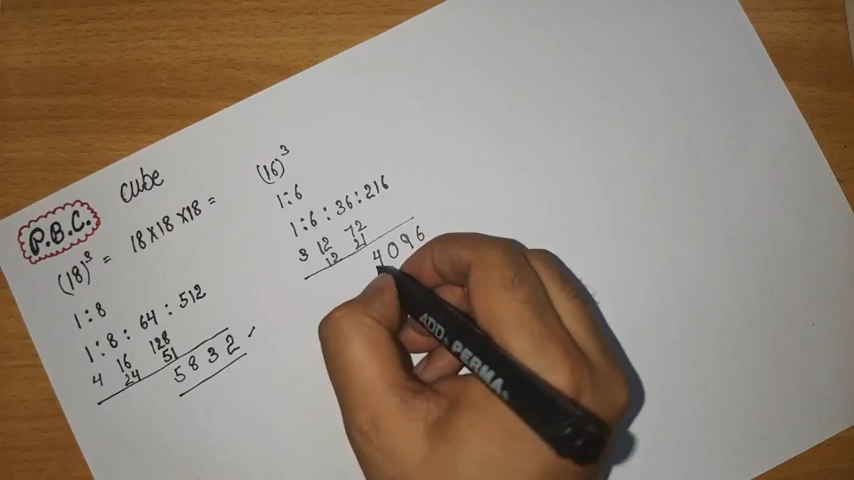 P.B.C.
cube
(18)³ = 18×18×18 =
1:8
1:8: 64 : 512
16 128
4 24 51
5832 ✓
(16)³
1:6
1:6:36:216
12 72
3 12 21
4096
ADD PERMA